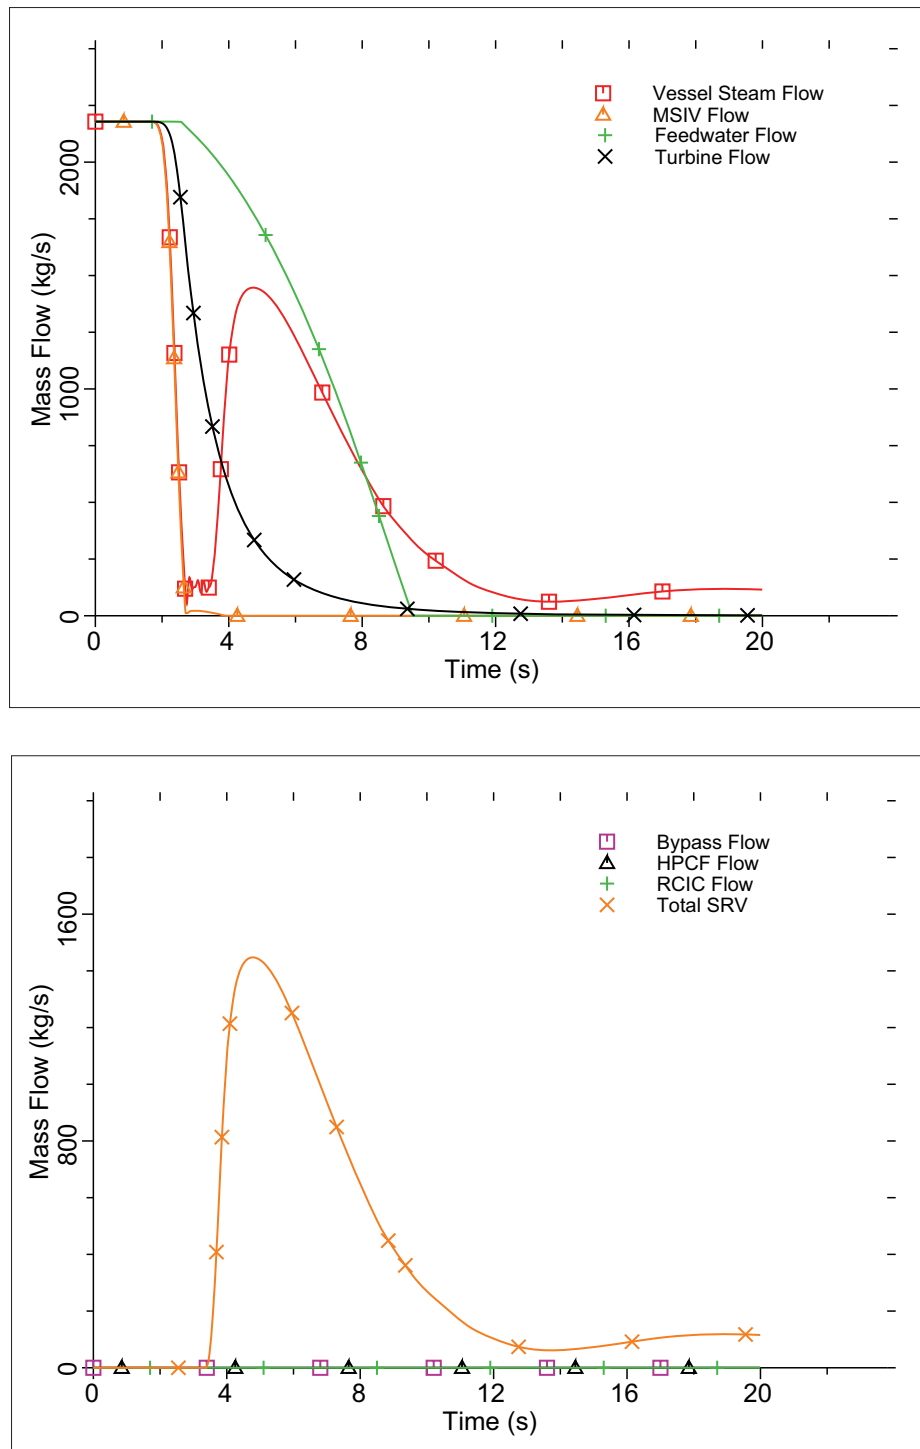 Vessel Steam Flow
MSIV Flow
Feedwater Flow
Turbine Flow
Mass Flow (kg/s)
2000
1000
0
0 4 8 12 16 20
Time (s)
Bypass Flow
HPCF Flow
RCIC Flow
Total SRV
Mass Flow (kg/s)
1600
800
0
0 4 8 12 16 20
Time (s)